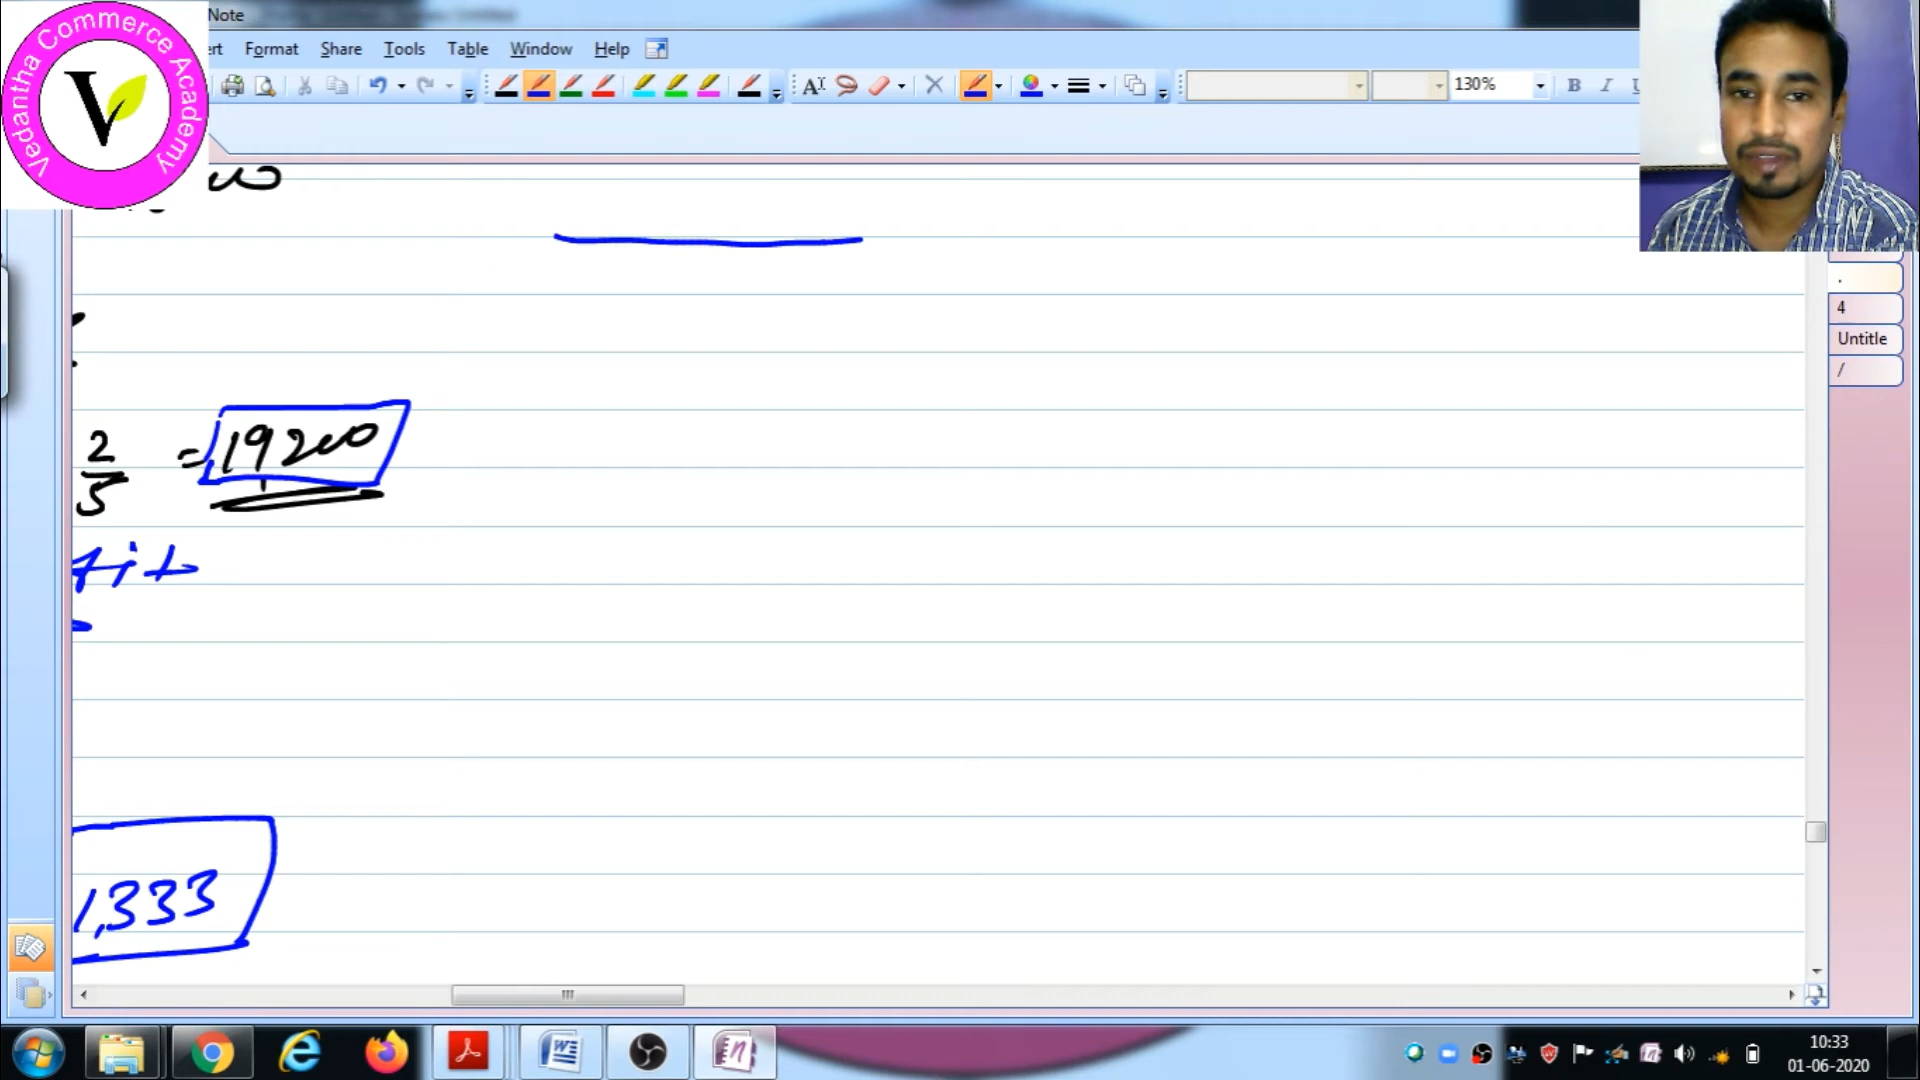 Vedantha Commerce Academy
V
Note
rt Format Share Tools Table Window Help
130% B I U
4
Untitle
/
2/5 = 19200
fit
1,333
10:33
01-06-2020